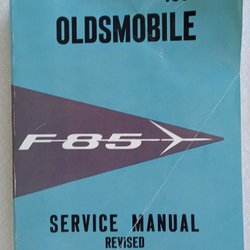 OLDSMOBILE
F-85
SERVICE MANUAL
REVISED